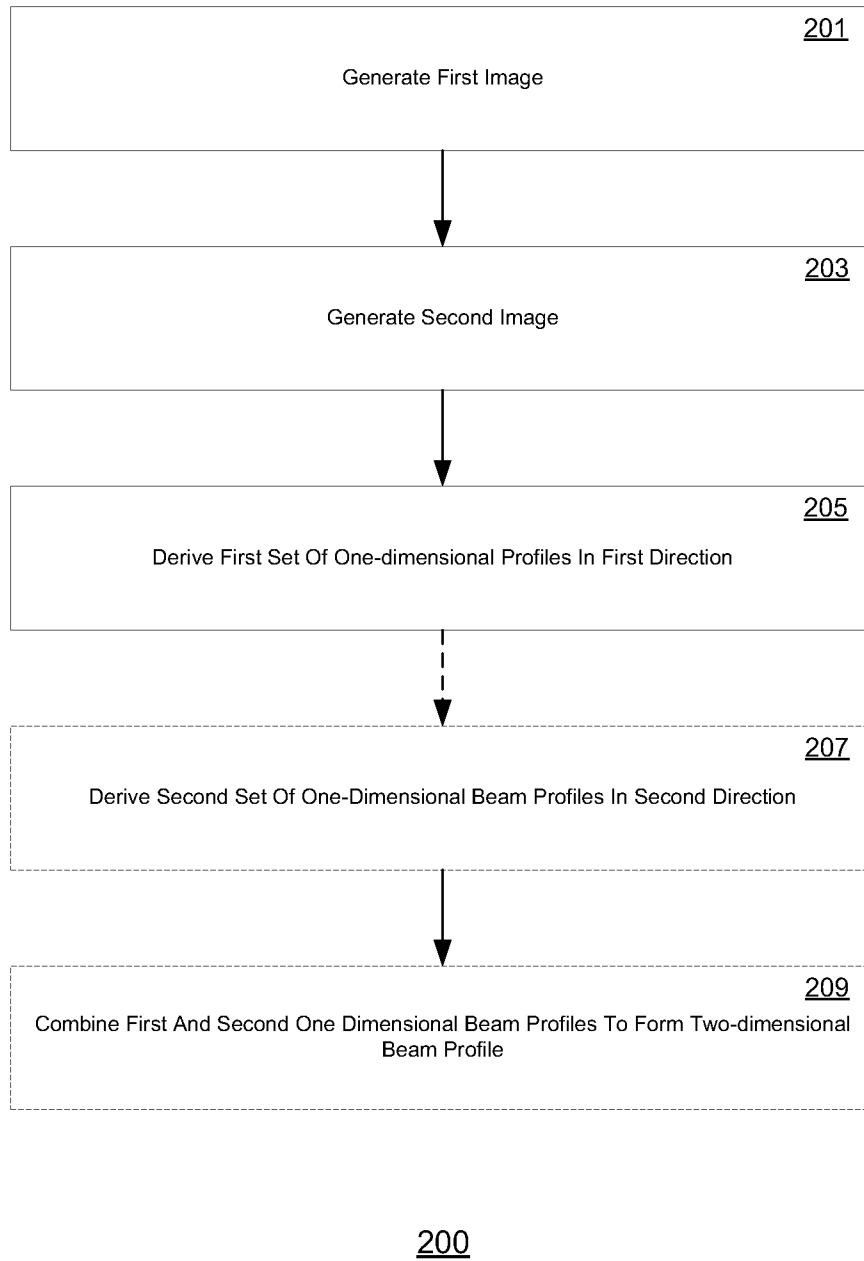 201
Generate First Image
203
Generate Second Image
205
Derive First Set Of One-dimensional Profiles In First Direction
207
Derive Second Set Of One-Dimensional Beam Profiles In Second Direction
209
Combine First And Second One Dimensional Beam Profiles To Form Two-dimensional
Beam Profile
200